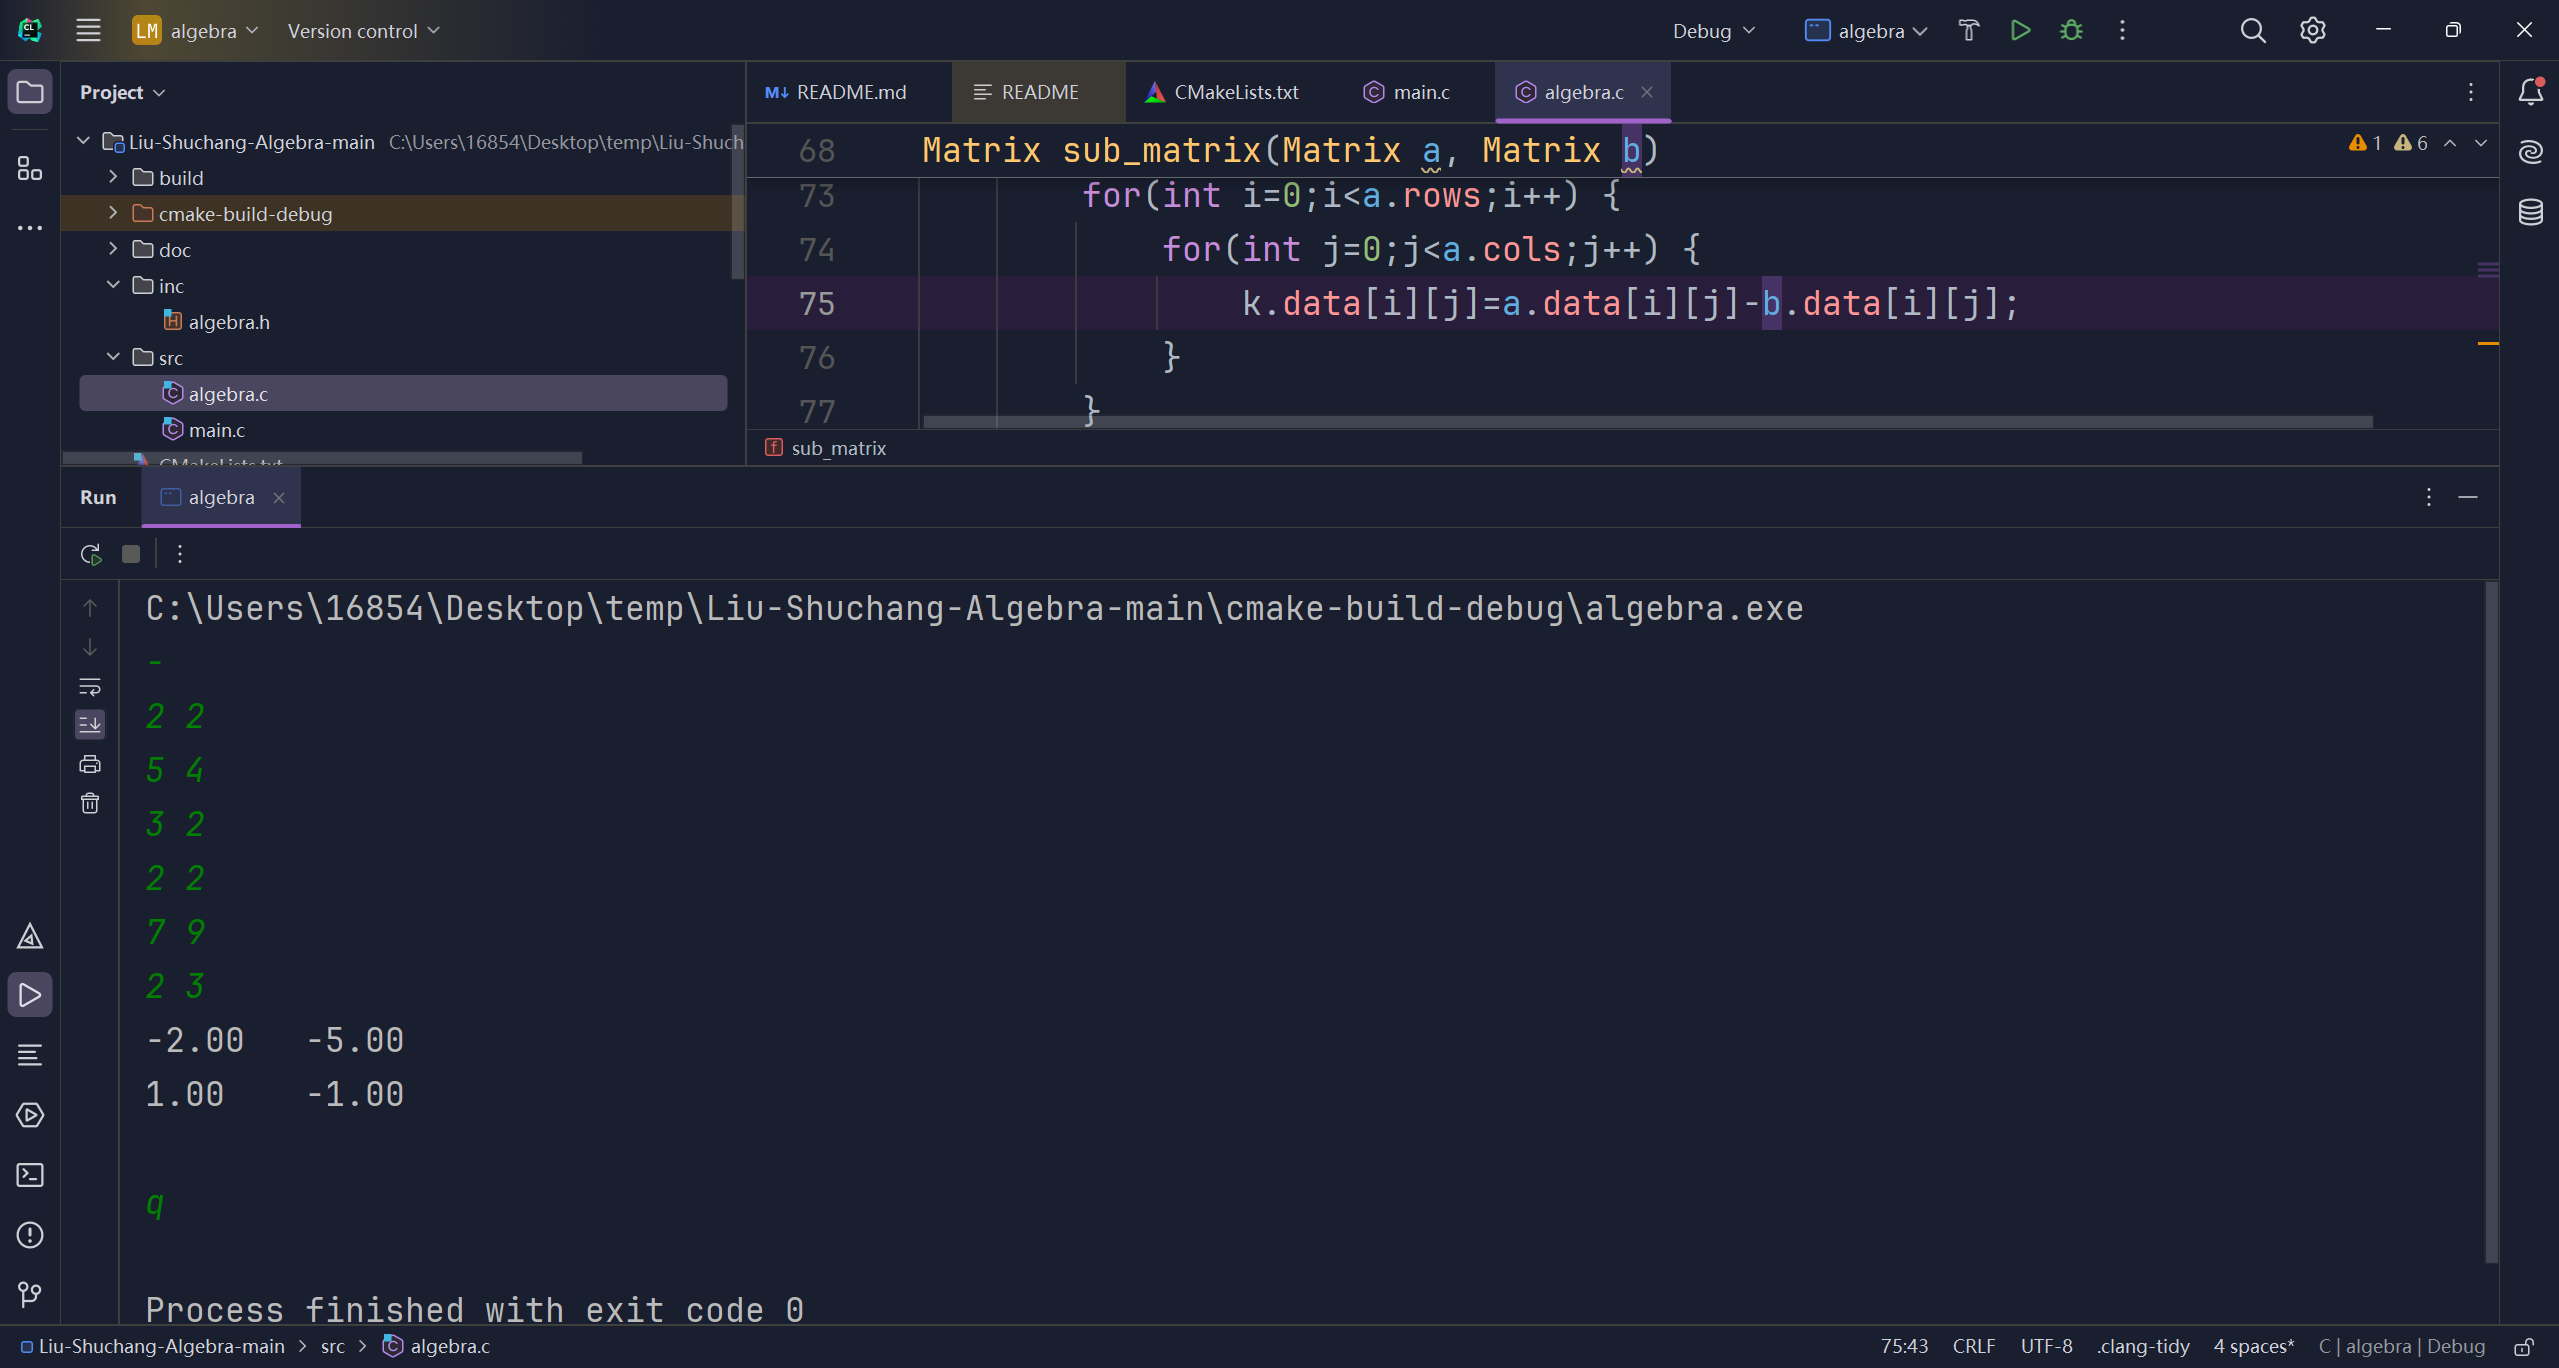 LM algebra Version control Debug algebra
Project
README.md README CMakeLists.txt main.c algebra.c
Liu-Shuchang-Algebra-main C:\Users\16854\Desktop\temp\Liu-Shuch
build
cmake-build-debug
doc
inc
algebra.h
src
algebra.c
main.c
CMakeLists.txt
68 Matrix sub_matrix(Matrix a, Matrix b)
1 6
73 for(int i=0;i<a.rows;i++) {
74 for(int j=0;j<a.cols;j++) {
75 k.data[i][j]=a.data[i][j]-b.data[i][j];
76 }
77 }
sub_matrix
Run algebra
C:\Users\16854\Desktop\temp\Liu-Shuchang-Algebra-main\cmake-build-debug\algebra.exe
-
2 2
5 4
3 2
2 2
7 9
2 3
-2.00 -5.00
1.00 -1.00
q
Process finished with exit code 0
Liu-Shuchang-Algebra-main > src > algebra.c 75:43 CRLF UTF-8 .clang-tidy 4 spaces* C | algebra | Debug